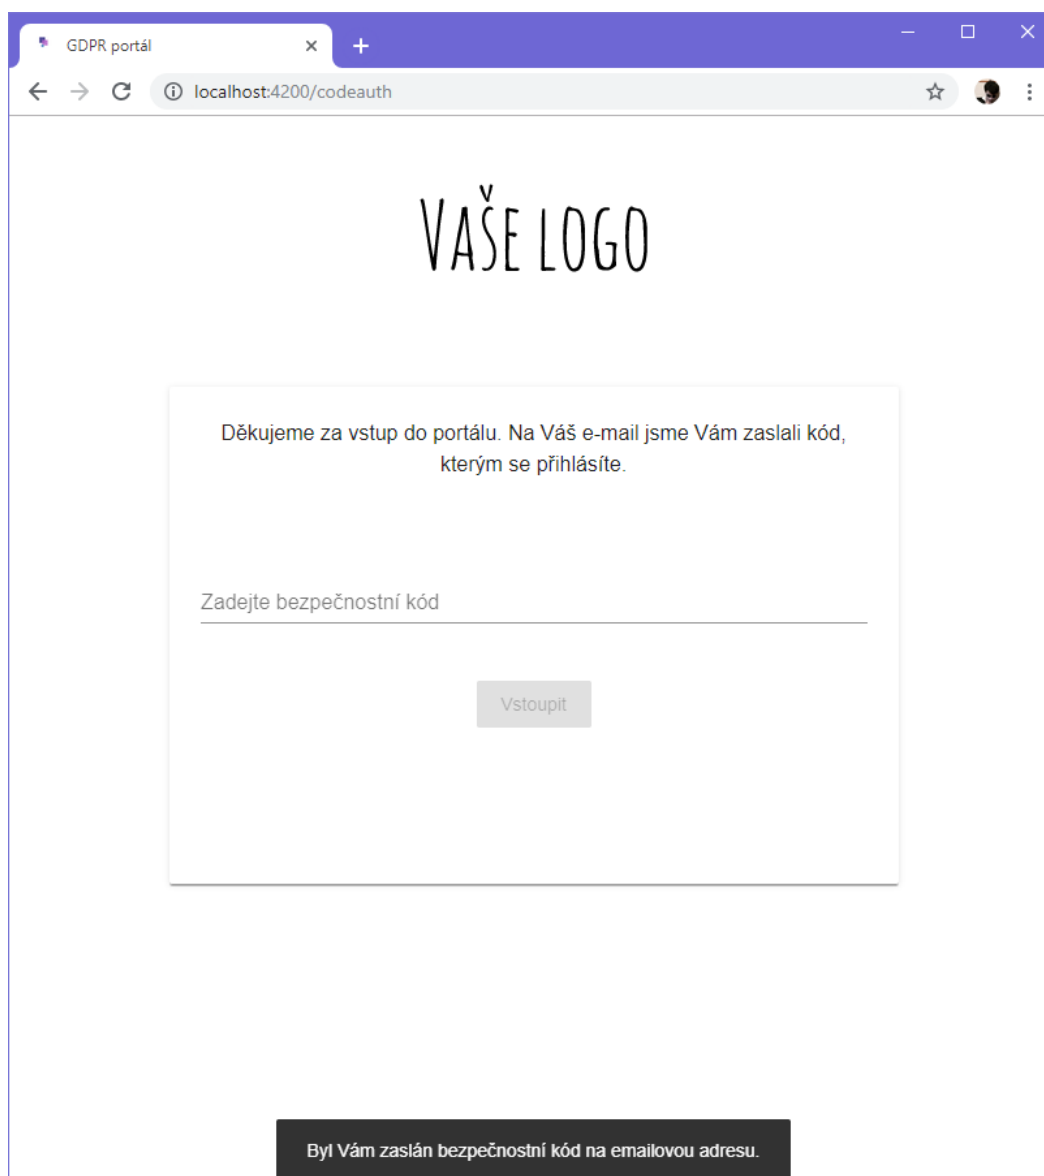 GDPR portál
localhost:4200/codeauth
VAŠE LOGO
Děkujeme za vstup do portálu. Na Váš e-mail jsme Vám zaslali kód,
kterým se přihlásíte.
Zadejte bezpečnostní kód
Vstoupit
Byl Vám zaslán bezpečnostní kód na emailovou adresu.